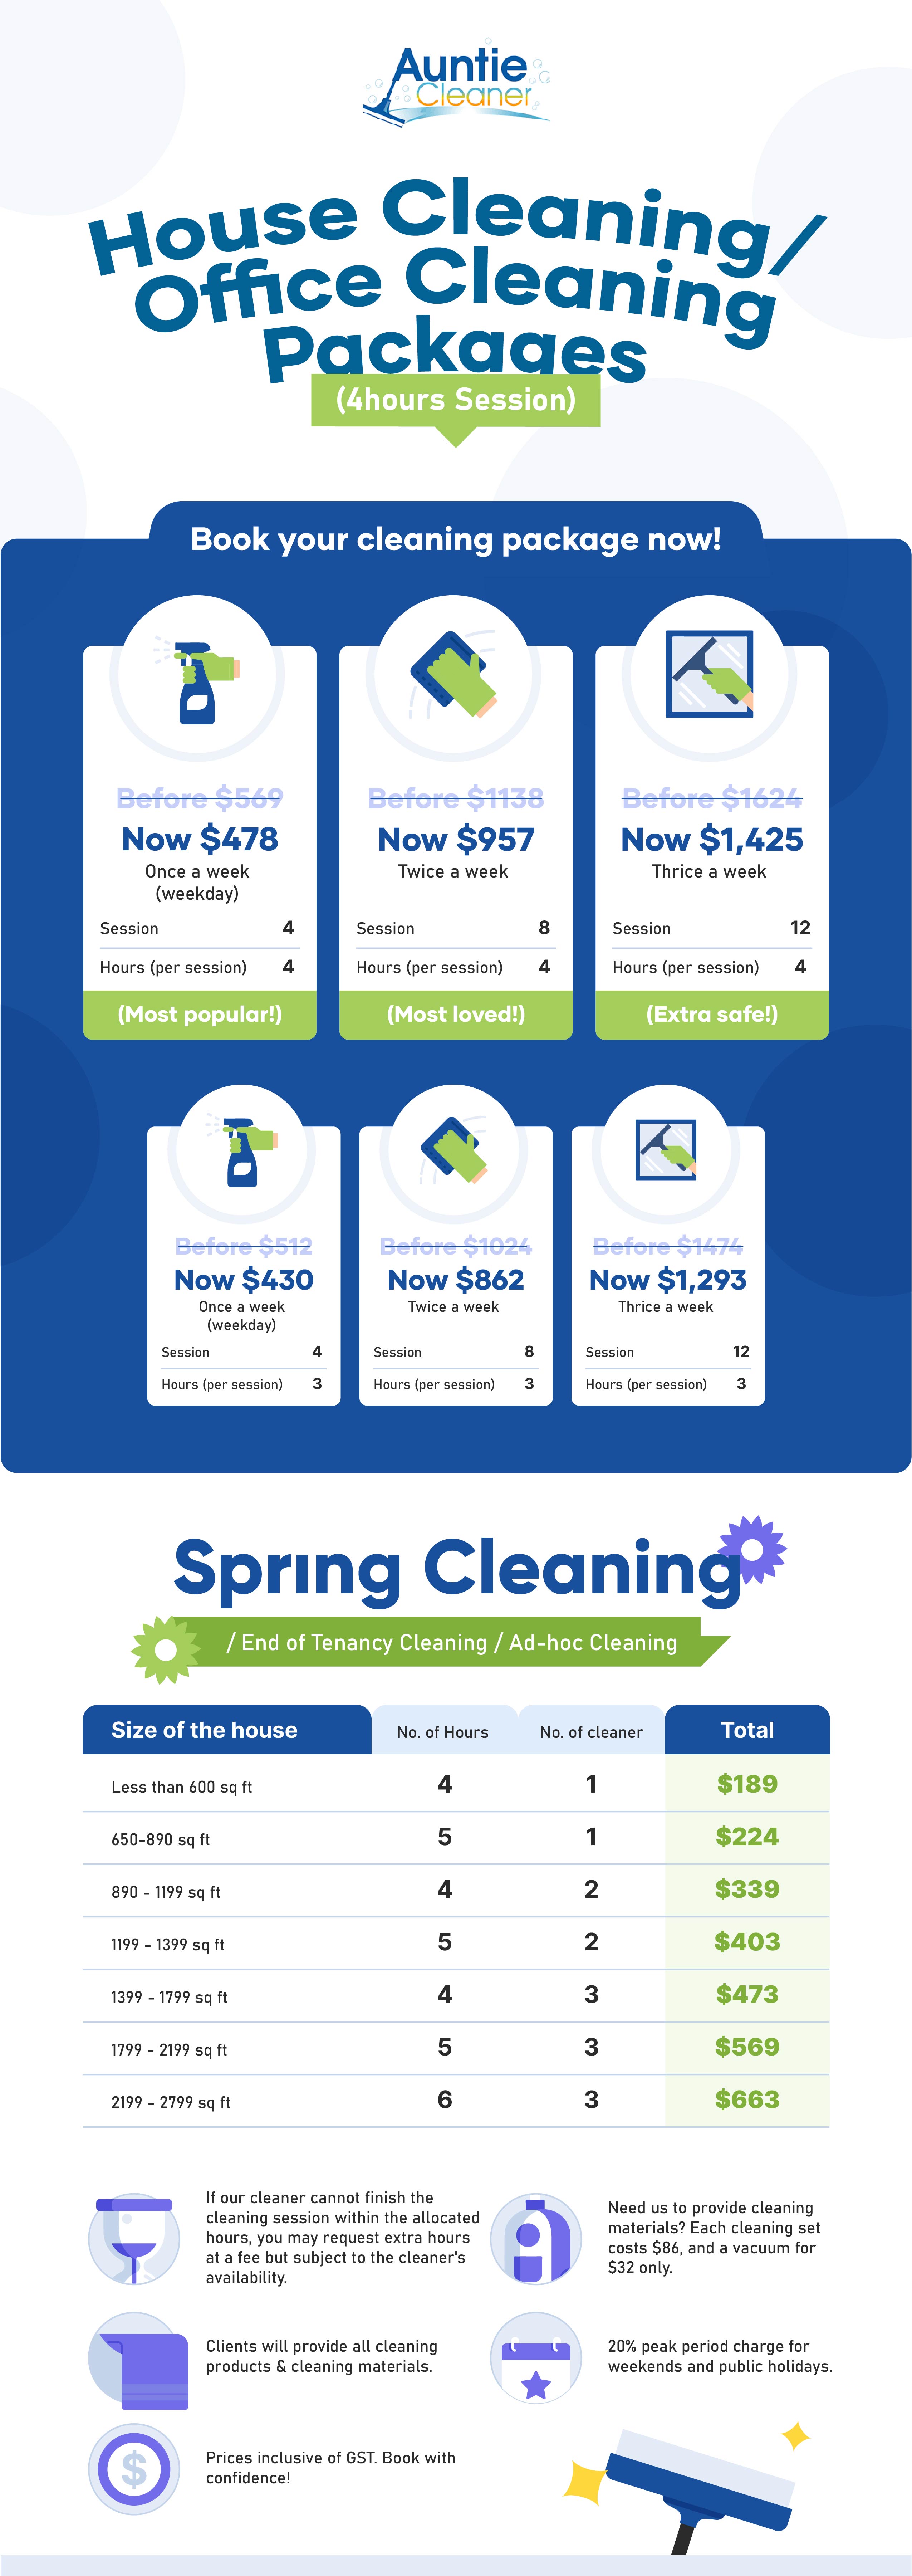 Auntie
Cleaner
House Cleaning/
Office Cleaning
Packages
(4hours Session)
Book your cleaning package now!
Before $569
Now $478
Once a week
(weekday)
Session 4
Hours (per session) 4
(Most popular!)
Before $1138
Now $957
Twice a week
Session 8
Hours (per session) 4
(Most loved!)
Before $1624
Now $1,425
Thrice a week
Session 12
Hours (per session) 4
(Extra safe!)
Before $512
Now $430
Once a week
(weekday)
Session 4
Hours (per session) 3
Before $1024
Now $862
Twice a week
Session 8
Hours (per session) 3
Before $1474
Now $1,293
Thrice a week
Session 12
Hours (per session) 3
Sprıng Cleaning
/ End of Tenancy Cleaning / Ad-hoc Cleaning
Size of the house No. of Hours No. of cleaner Total
Less than 600 sq ft 4 1 $189
650-890 sq ft 5 1 $224
890 - 1199 sq ft 4 2 $339
1199 - 1399 sq ft 5 2 $403
1399 - 1799 sq ft 4 3 $473
1799 - 2199 sq ft 5 3 $569
2199 - 2799 sq ft 6 3 $663
If our cleaner cannot finish the
cleaning session within the allocated
hours, you may request extra hours
at a fee but subject to the cleaner's
availability.
Need us to provide cleaning
materials? Each cleaning set
costs $86, and a vacuum for
$32 only.
Clients will provide all cleaning
products & cleaning materials.
20% peak period charge for
weekends and public holidays.
$
Prices inclusive of GST. Book with
confidence!